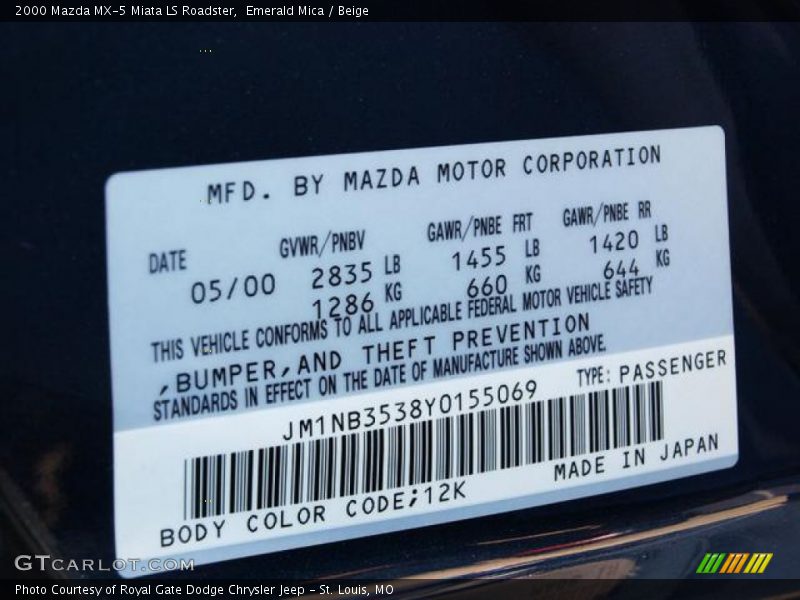 2000 Mazda MX-5 Miata LS Roadster,  Emerald Mica / Beige
MFD. BY MAZDA MOTOR CORPORATION
DATE GVWR/PNBV GAWR/PNBE FRT GAWR/PNBE RR
05/00 2835 LB 1455 LB 1420 LB
1286 KG 660 KG 644 KG
THIS VEHICLE CONFORMS TO ALL APPLICABLE FEDERAL MOTOR VEHICLE SAFETY
,BUMPER,AND THEFT PREVENTION
STANDARDS IN EFFECT ON THE DATE OF MANUFACTURE SHOWN ABOVE.
JM1NB3538Y0155069 TYPE: PASSENGER
BODY COLOR CODE;12K MADE IN JAPAN
GTCARLOT.COM
Photo Courtesy of Royal Gate Dodge Chrysler Jeep - St. Louis, MO